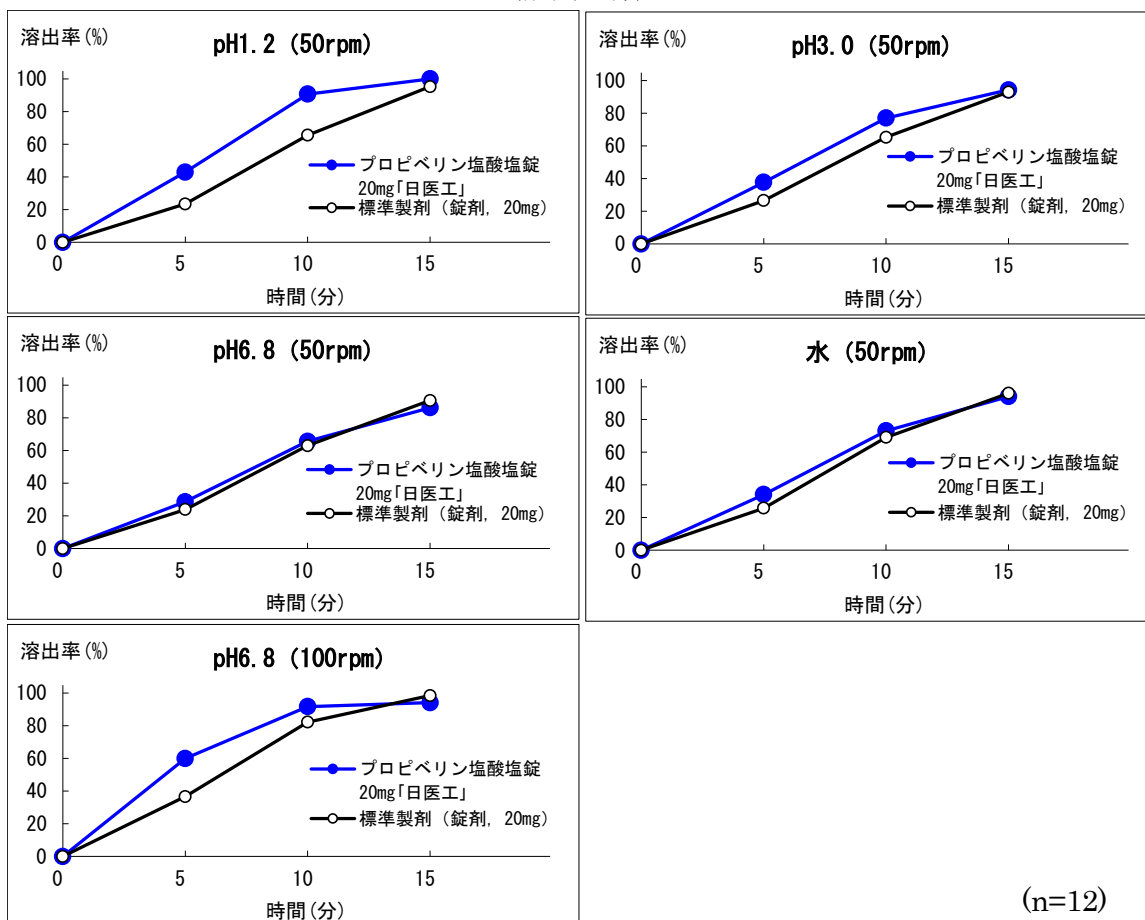 溶出率(%)
pH1.2 (50rpm)
100
80
60
40
20
0
0 5 10 15
時間(分)
プロピベリン塩酸塩錠
20mg「日医工」
標準製剤（錠剤, 20mg）
溶出率(%)
pH3.0 (50rpm)
100
80
60
40
20
0
0 5 10 15
時間(分)
プロピベリン塩酸塩錠
20mg「日医工」
標準製剤（錠剤, 20mg）
溶出率(%)
pH6.8 (50rpm)
100
80
60
40
20
0
0 5 10 15
時間(分)
プロピベリン塩酸塩錠
20mg「日医工」
標準製剤（錠剤, 20mg）
溶出率(%)
水 (50rpm)
100
80
60
40
20
0
0 5 10 15
時間(分)
プロピベリン塩酸塩錠
20mg「日医工」
標準製剤（錠剤, 20mg）
溶出率(%)
pH6.8 (100rpm)
100
80
60
40
20
0
0 5 10 15
時間(分)
プロピベリン塩酸塩錠
20mg「日医工」
標準製剤（錠剤, 20mg）
(n=12)